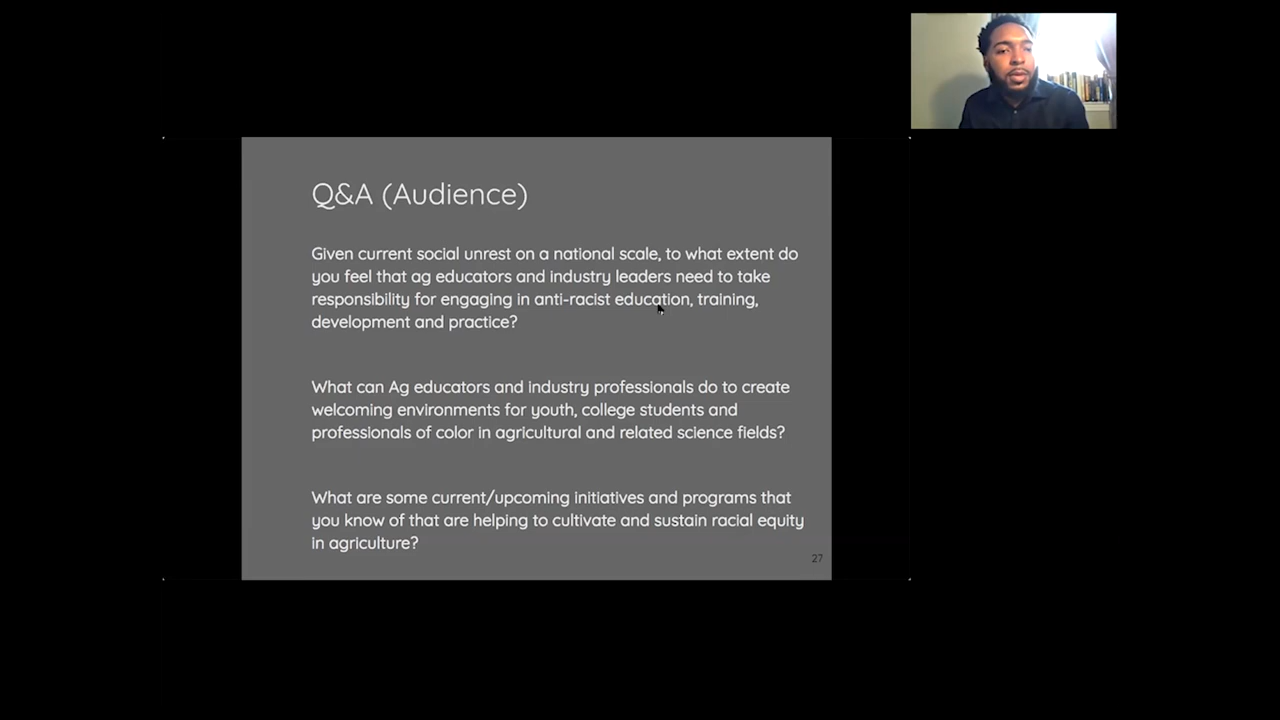 Q&A (Audience)
Given current social unrest on a national scale, to what extent do
you feel that ag educators and industry leaders need to take
responsibility for engaging in anti-racist education, training,
development and practice?
What can Ag educators and industry professionals do to create
welcoming environments for youth, college students and
professionals of color in agricultural and related science fields?
What are some current/upcoming initiatives and programs that
you know of that are helping to cultivate and sustain racial equity
in agriculture?
27